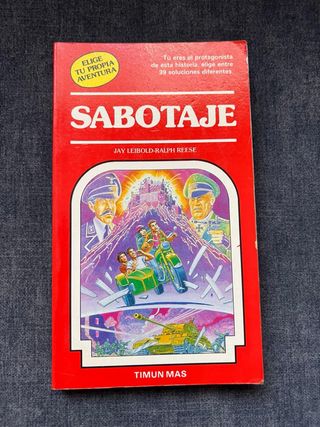 ELIGE
TU PROPIA
AVENTURA
Tú eres el protagonista
de esta historia, elige entre
39 soluciones diferentes.
SABOTAJE
JAY LEIBOLD-RALPH REESE
TIMUN MAS